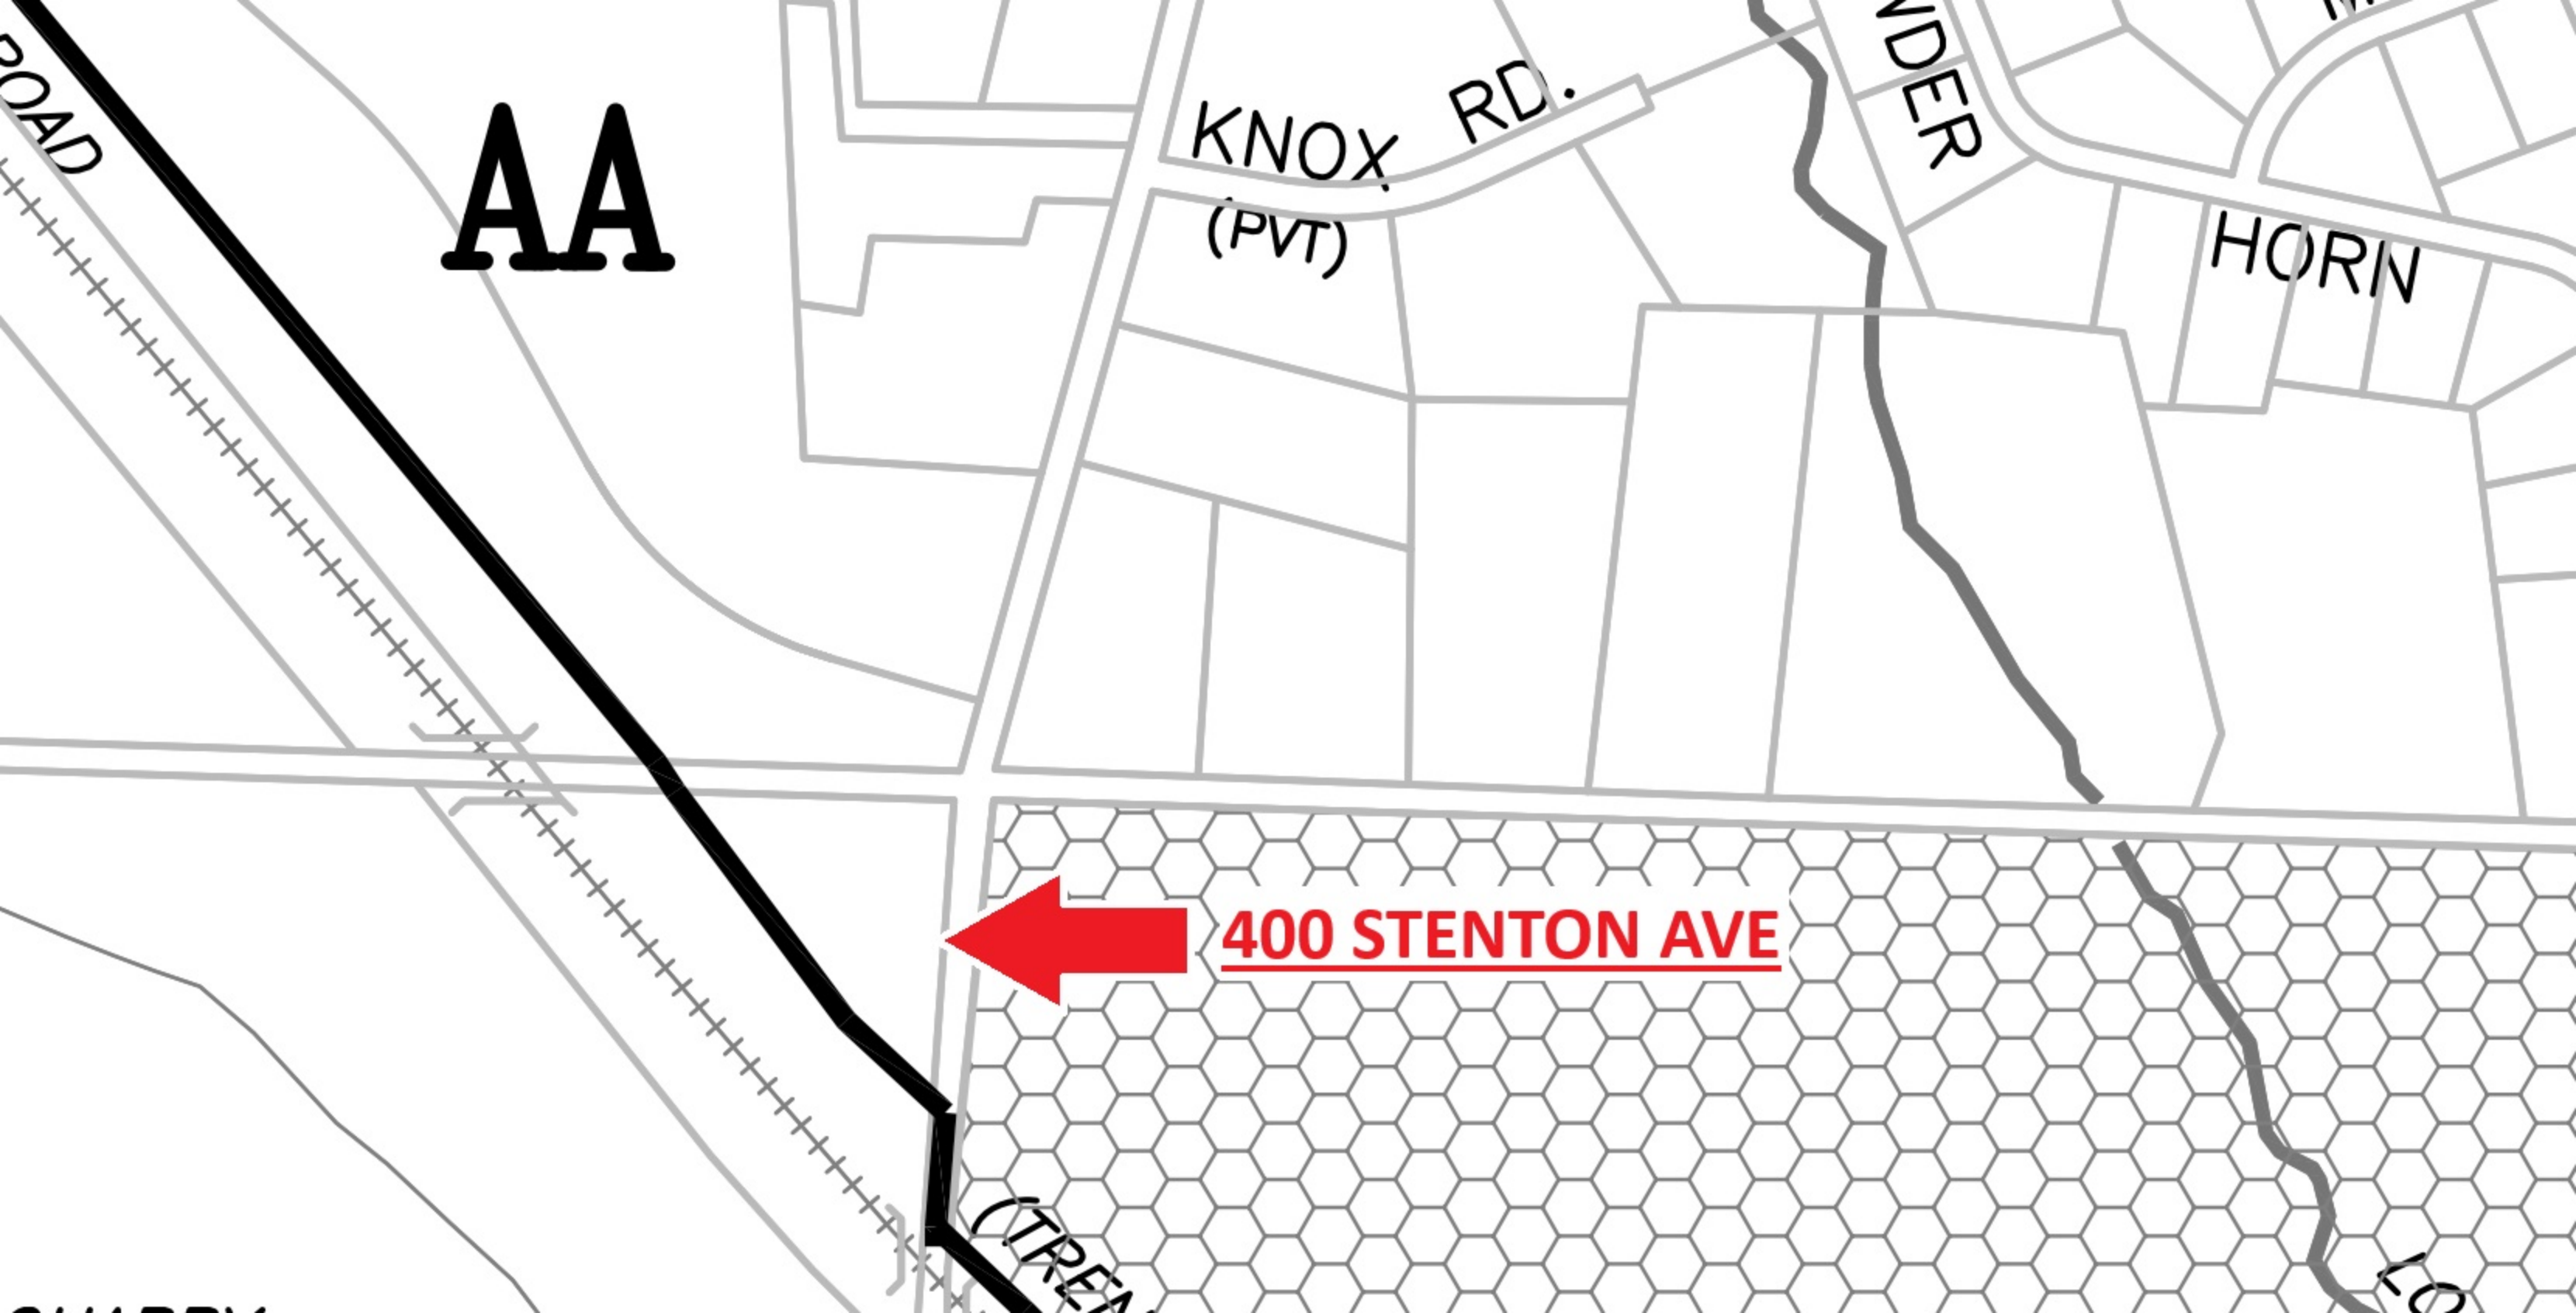 ROAD
AA
KNOX RD.
(PVT)
HORN
400 STENTON AVE